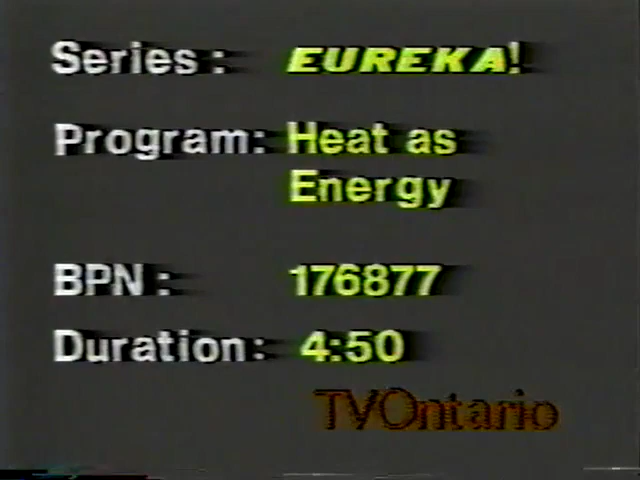 Series: EUREKA!
Program: Heat as
Energy
BPN: 176877
Duration: 4:50
TVOntario